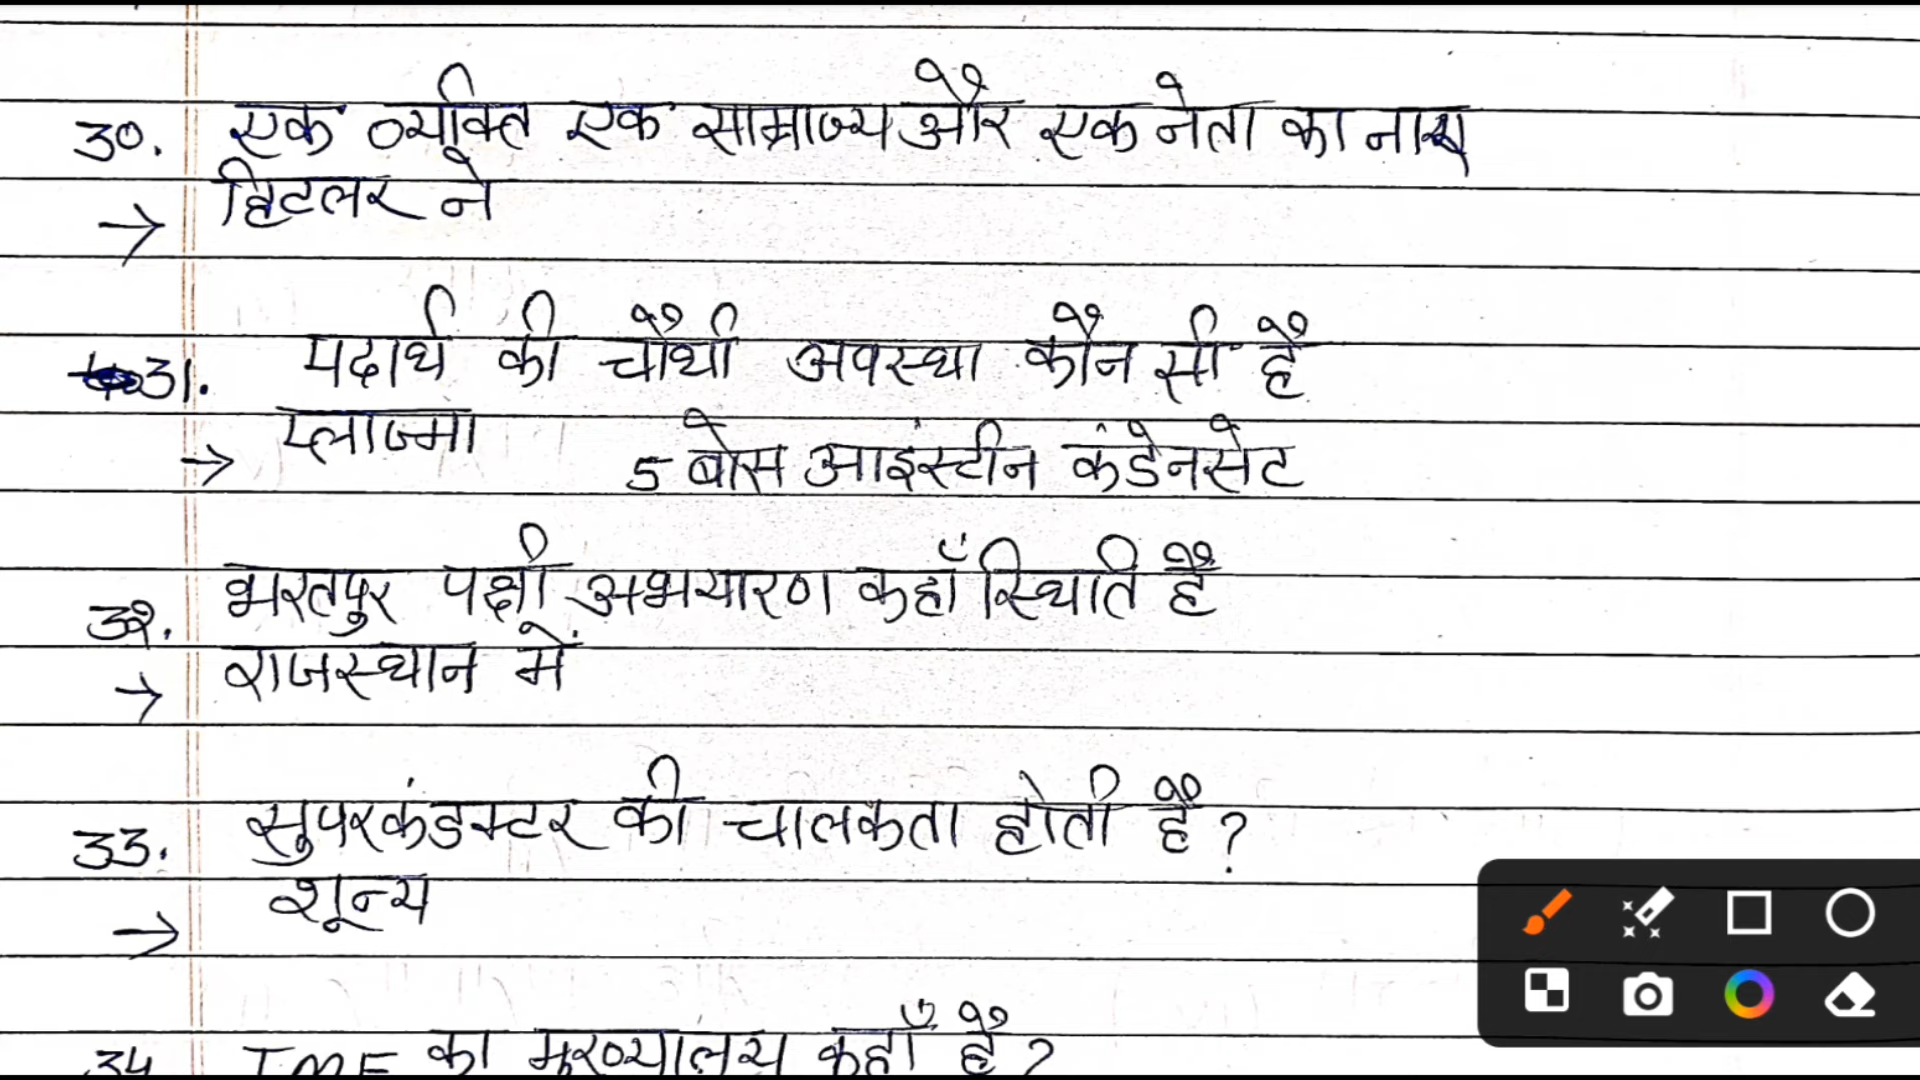 30. एक व्यक्ति एक साम्राज्य और एक नेता का नारा
→ हिटलर ने
31. पदार्थ की चौथी अवस्था कौन सी है
→ प्लाज्मा 5 बोस आइंस्टीन कंडेनसेट
32. भरतपुर पक्षी अभयारण कहाँ स्थिति है
→ राजस्थान में
33. सुपरकंडक्टर की चालकता होती है ?
→ शून्य
34 IMF का मुख्यालय कहाँ है ?